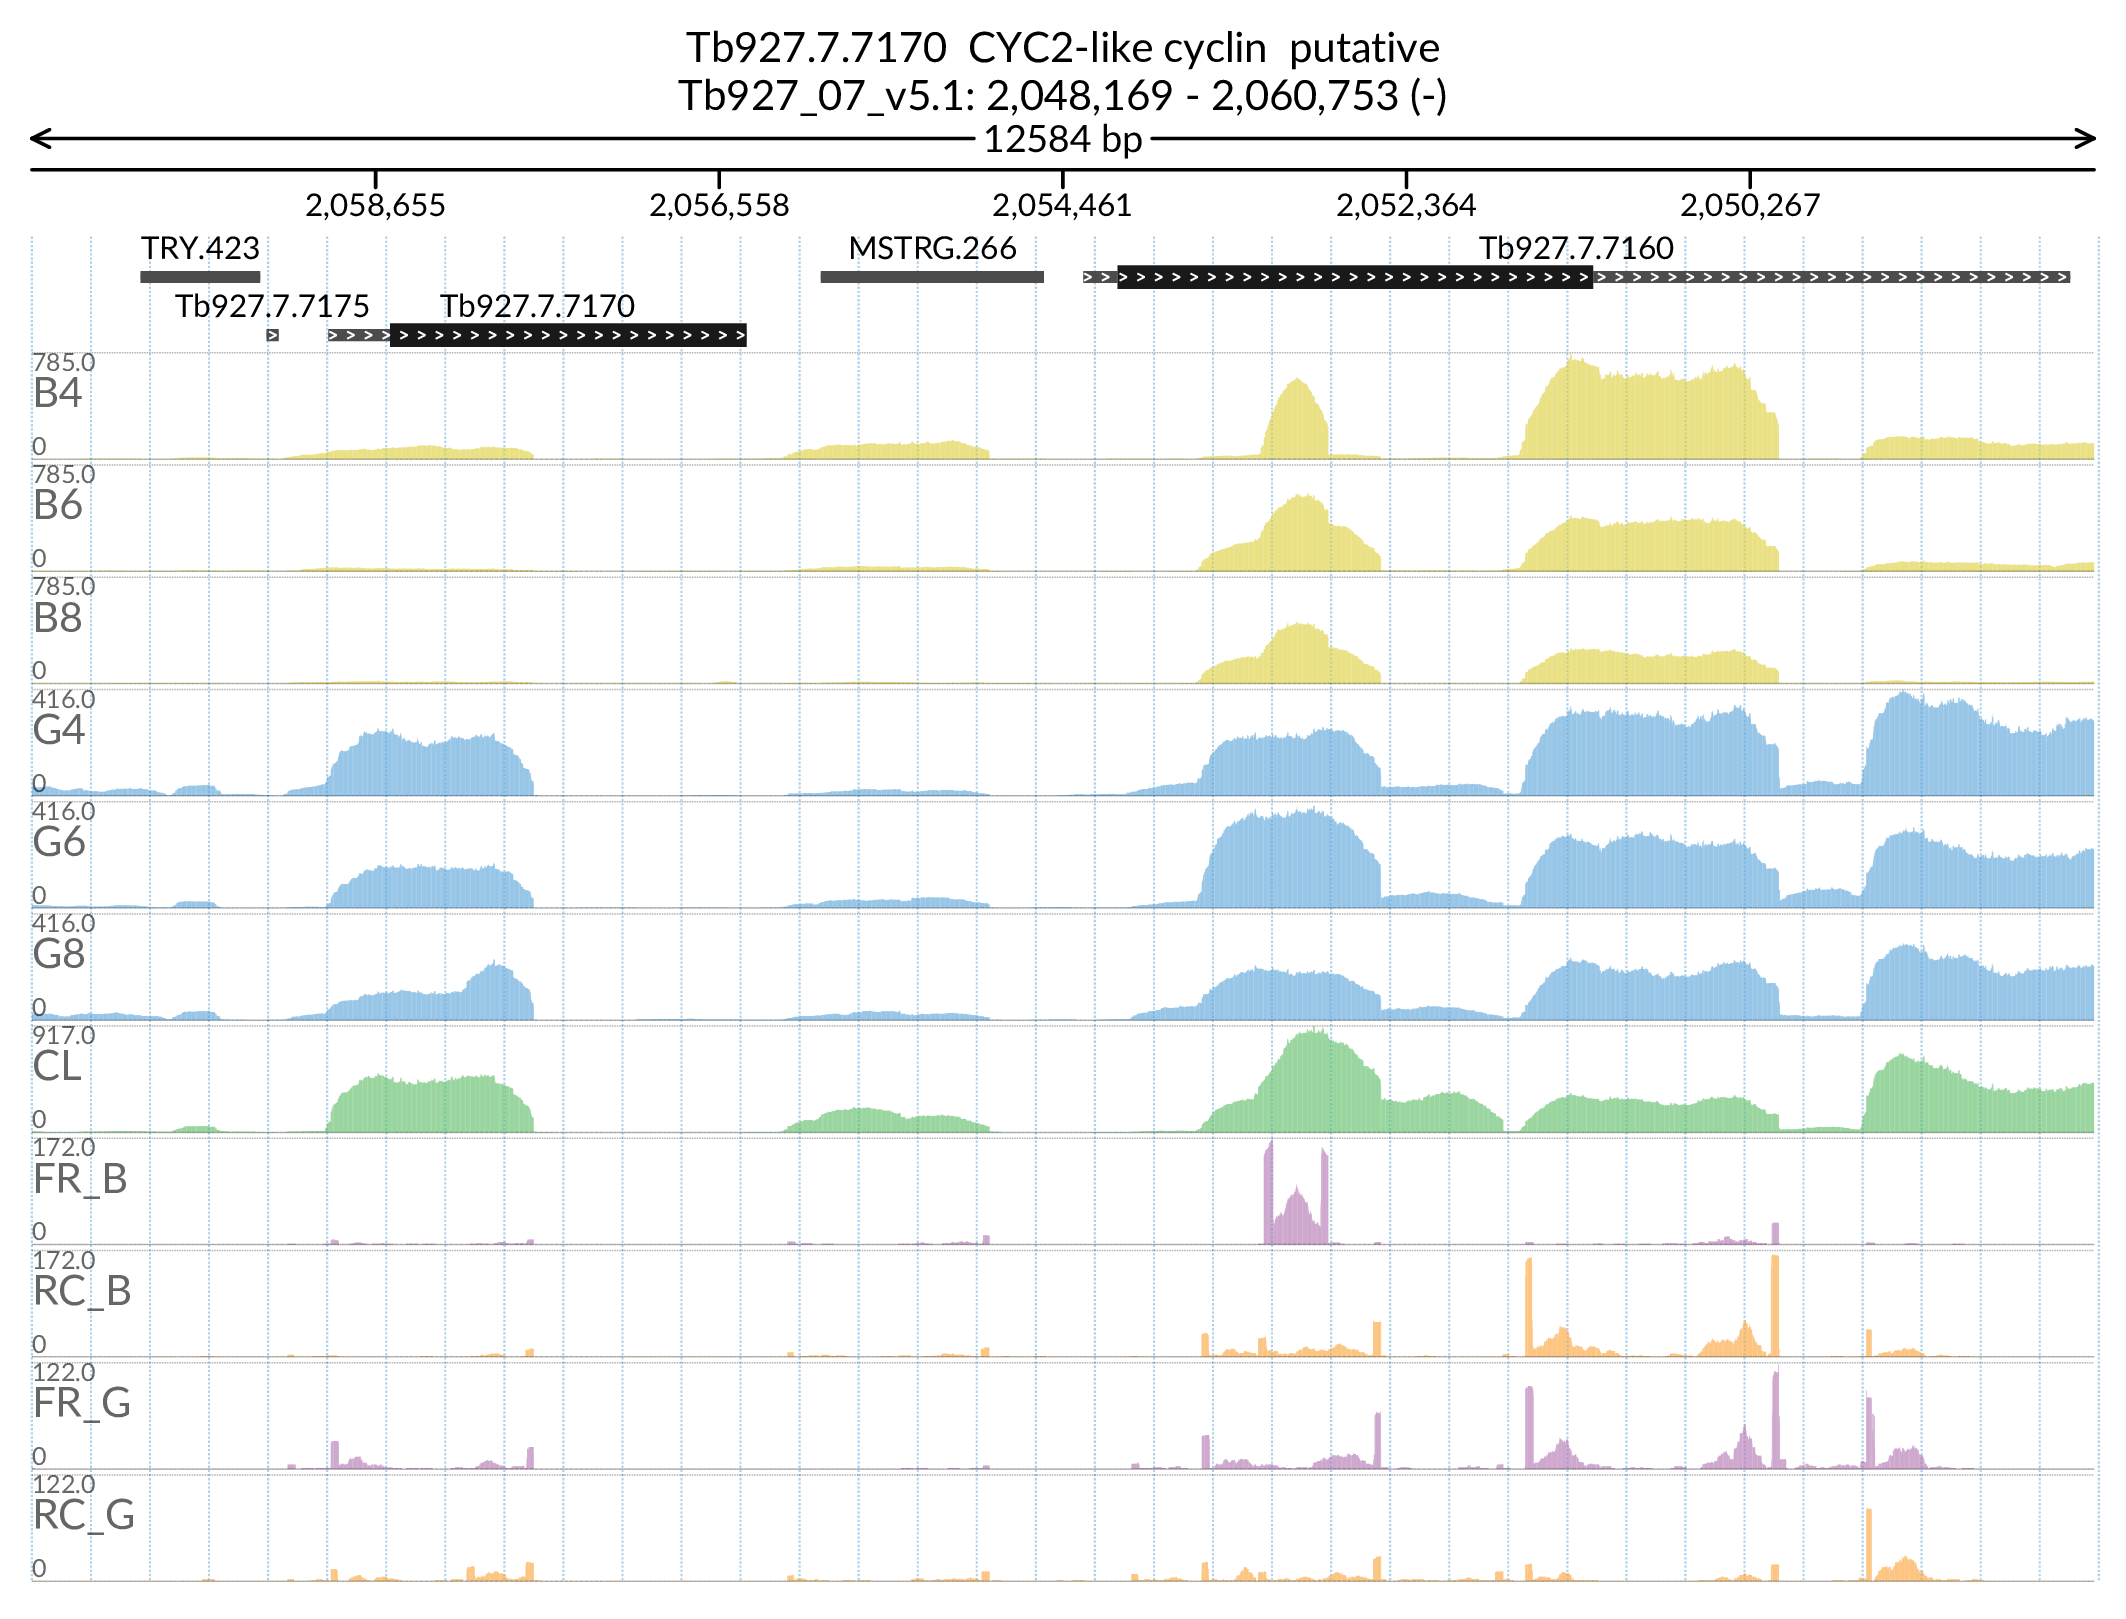 Tb927.7.7170 CYC2-like cyclin putative
Tb927_07_v5.1: 2,048,169 - 2,060,753 (-)
12584 bp
2,058,655 2,056,558 2,054,461 2,052,364 2,050,267
TRY.423 MSTRG.266 Tb927.7.7160
Tb927.7.7175 Tb927.7.7170
785.0
B4
0
785.0
B6
0
785.0
B8
0
416.0
G4
0
416.0
G6
0
416.0
G8
0
917.0
CL
0
172.0
FR_B
0
172.0
RC_B
0
122.0
FR_G
0
122.0
RC_G
0